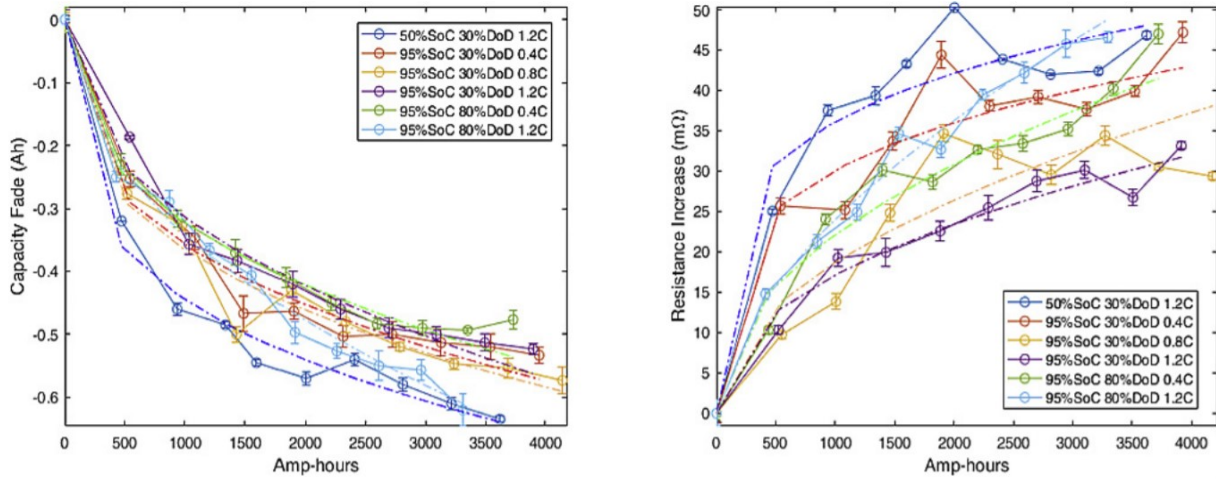 0
-0.1
-0.2
-0.3
-0.4
-0.5
-0.6
Capacity Fade (Ah)
0 500 1000 1500 2000 2500 3000 3500 4000
Amp-hours
50%SoC 30%DoD 1.2C
95%SoC 30%DoD 0.4C
95%SoC 30%DoD 0.8C
95%SoC 30%DoD 1.2C
95%SoC 80%DoD 0.4C
95%SoC 80%DoD 1.2C
50
45
40
35
30
25
20
15
10
5
0
Resistance Increase (mΩ)
0 500 1000 1500 2000 2500 3000 3500 4000
Amp-hours
50%SoC 30%DoD 1.2C
95%SoC 30%DoD 0.4C
95%SoC 30%DoD 0.8C
95%SoC 30%DoD 1.2C
95%SoC 80%DoD 0.4C
95%SoC 80%DoD 1.2C